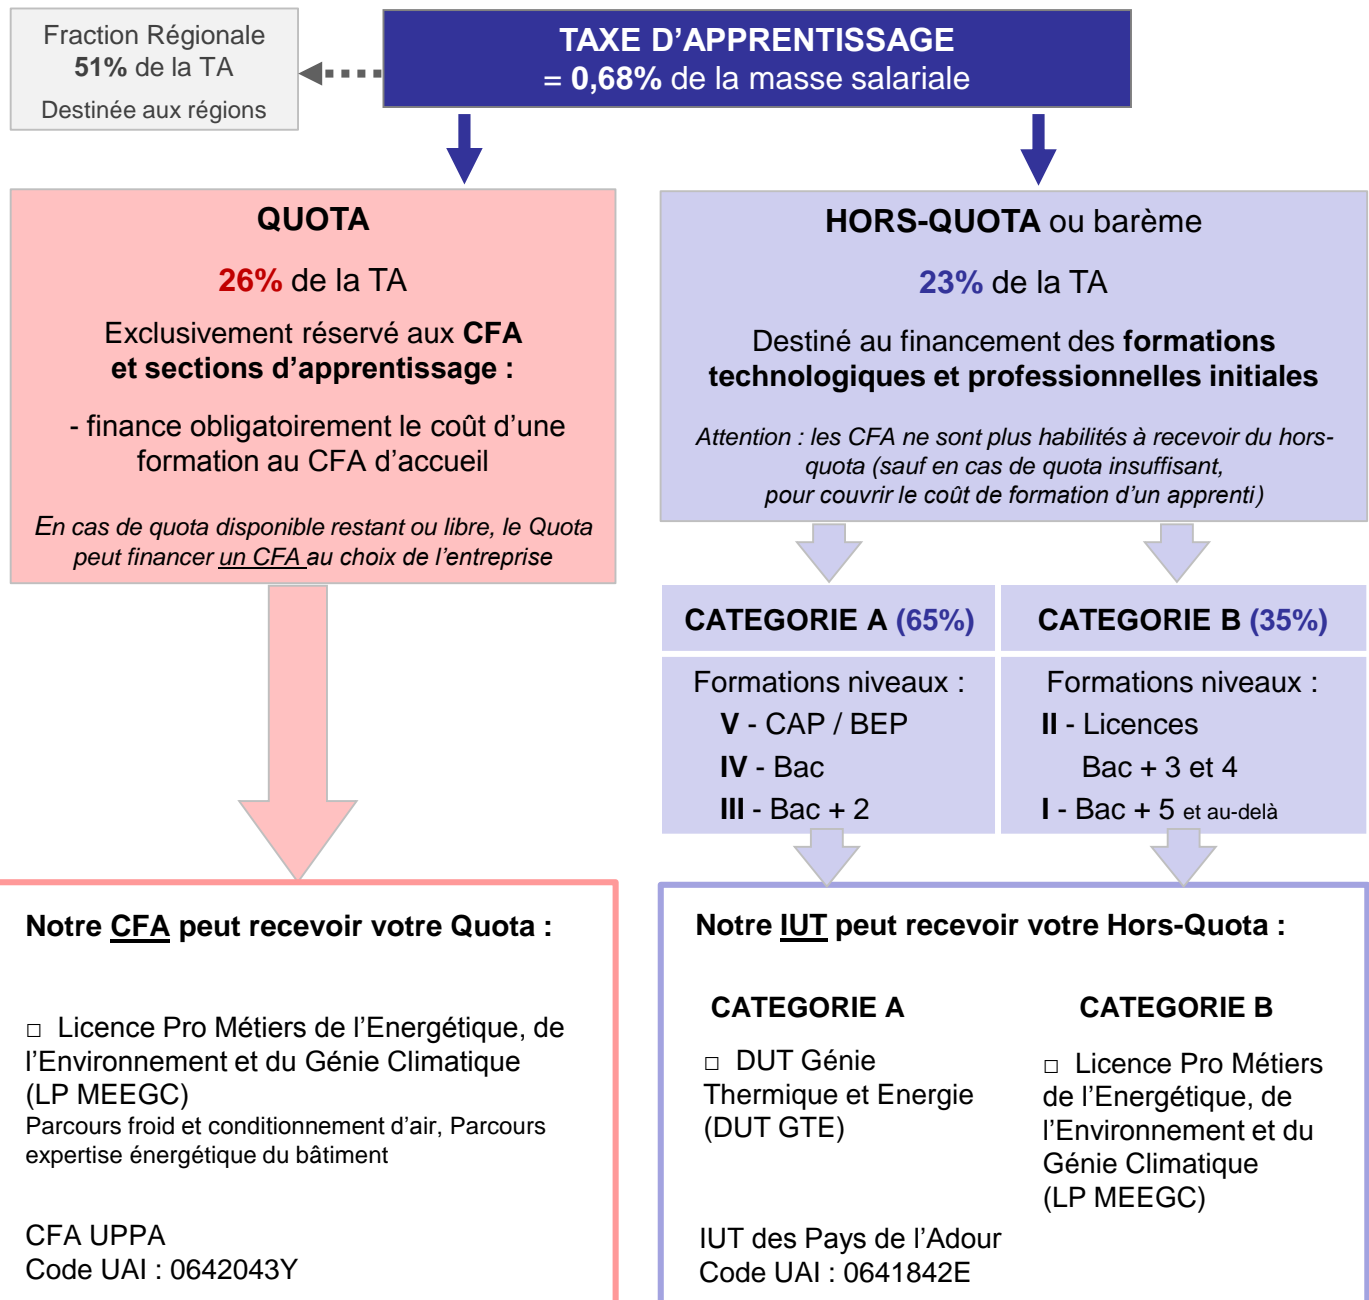 Fraction Régionale
51% de la TA
Destinée aux régions
TAXE D’APPRENTISSAGE
= 0,68% de la masse salariale
QUOTA
26% de la TA
Exclusivement réservé aux CFA
et sections d’apprentissage :
- finance obligatoirement le coût d’une
formation au CFA d’accueil
En cas de quota disponible restant ou libre, le Quota
peut financer un CFA au choix de l’entreprise
HORS-QUOTA ou barème
23% de la TA
Destiné au financement des formations
technologiques et professionnelles initiales
Attention : les CFA ne sont plus habilités à recevoir du hors-
quota (sauf en cas de quota insuffisant,
pour couvrir le coût de formation d’un apprenti)
CATEGORIE A (65%)
Formations niveaux :
V - CAP / BEP
IV - Bac
III - Bac + 2
CATEGORIE B (35%)
Formations niveaux :
II - Licences
Bac + 3 et 4
I - Bac + 5 et au-delà
Notre CFA peut recevoir votre Quota :
□ Licence Pro Métiers de l’Energétique, de
l’Environnement et du Génie Climatique
(LP MEEGC)
Parcours froid et conditionnement d’air, Parcours
expertise énergétique du bâtiment
CFA UPPA
Code UAI : 0642043Y
Notre IUT peut recevoir votre Hors-Quota :
CATEGORIE A
□ DUT Génie
Thermique et Energie
(DUT GTE)
IUT des Pays de l’Adour
Code UAI : 0641842E
CATEGORIE B
□ Licence Pro Métiers
de l’Energétique, de
l’Environnement et du
Génie Climatique
(LP MEEGC)